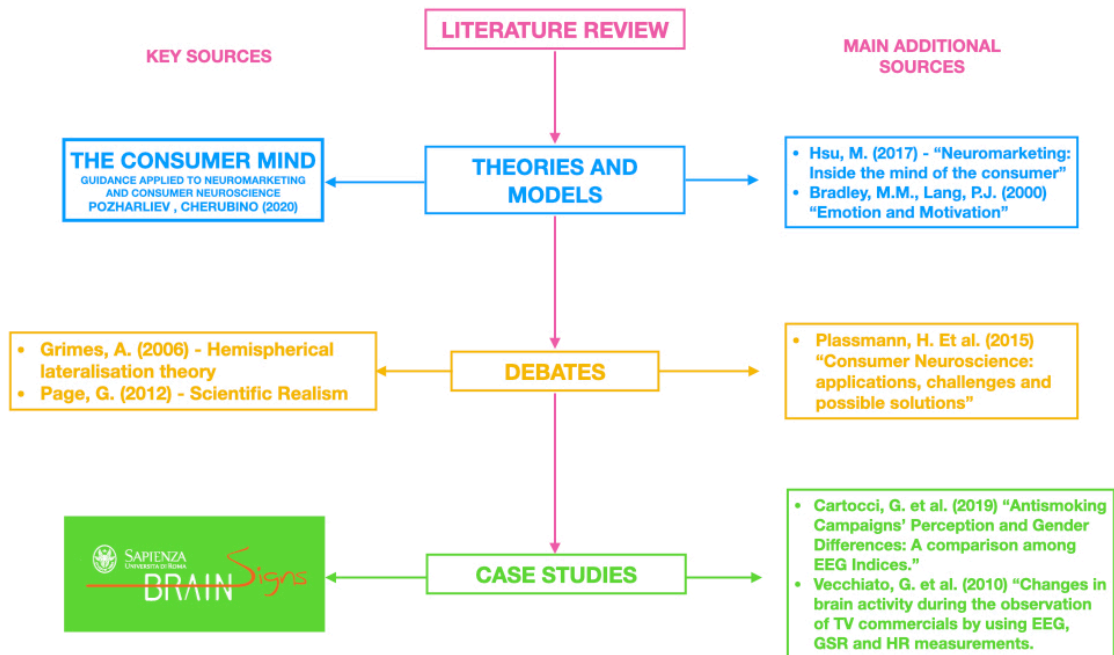 LITERATURE REVIEW
KEY SOURCES
MAIN ADDITIONAL
SOURCES
THE CONSUMER MIND
GUIDANCE APPLIED TO NEUROMARKETING
AND CONSUMER NEUROSCIENCE
POZHARLIEV , CHERUBINO (2020)
THEORIES AND
MODELS
• Hsu, M. (2017) - “Neuromarketing:
Inside the mind of the consumer”
• Bradley, M.M., Lang, P.J. (2000)
“Emotion and Motivation”
• Grimes, A. (2006) - Hemispherical
lateralisation theory
• Page, G. (2012) - Scientific Realism
DEBATES
• Plassmann, H. Et al. (2015)
“Consumer Neuroscience:
applications, challenges and
possible solutions”
SAPIENZA
UNIVERSITÀ DI ROMA
BRAIN Signs
CASE STUDIES
• Cartocci, G. et al. (2019) “Antismoking
Campaigns’ Perception and Gender
Differences: A comparison among
EEG Indices.”
• Vecchiato, G. et al. (2010) “Changes in
brain activity during the observation
of TV commercials by using EEG,
GSR and HR measurements.